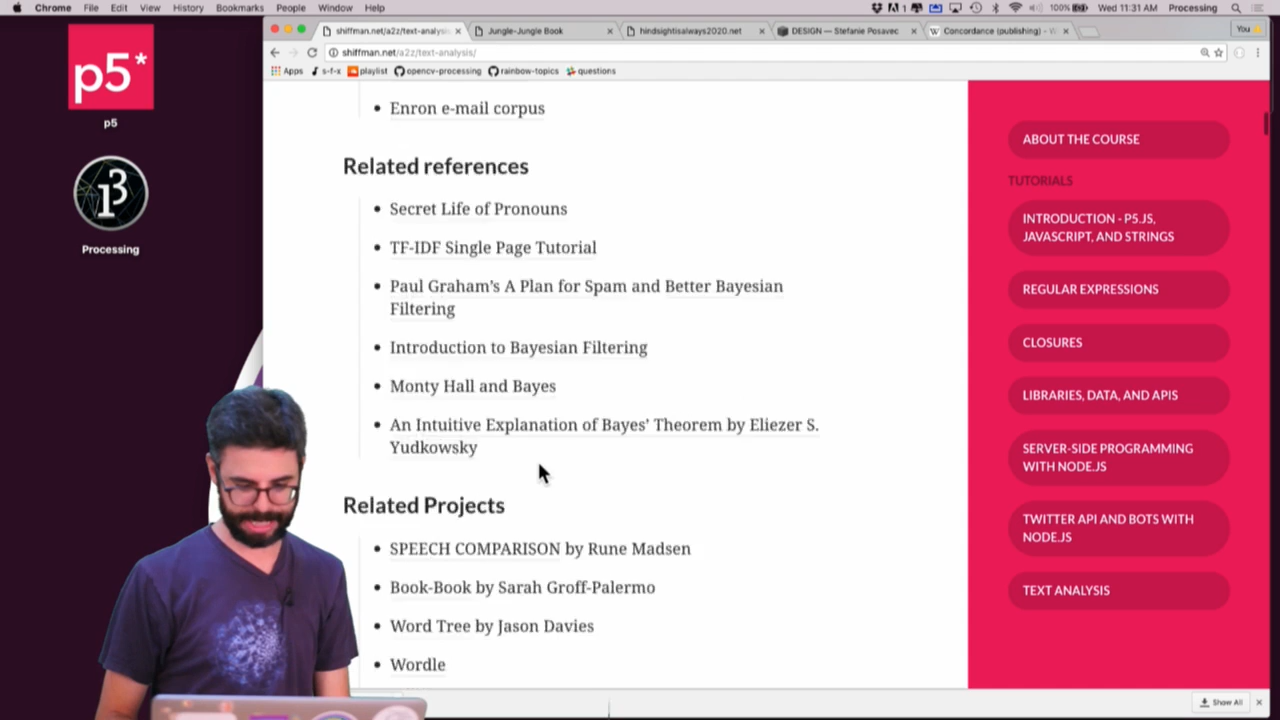 Chrome File Edit View History Bookmarks People Window Help
100% Wed 11:31 AM Processing
shiffman.net/a2z/text-analysis
Jungle-Jungle Book
hindsightisalways2020.net
DESIGN — Stefanie Posavec
Concordance (publishing) -
You
shiffman.net/a2z/text-analysis/
Apps
s-f-x
playlist
opencv-processing
rainbow-topics
questions
p5*
p5
Processing
Enron e-mail corpus
Related references
Secret Life of Pronouns
TF-IDF Single Page Tutorial
Paul Graham's A Plan for Spam and Better Bayesian
Filtering
Introduction to Bayesian Filtering
Monty Hall and Bayes
An Intuitive Explanation of Bayes' Theorem by Eliezer S.
Yudkowsky
Related Projects
SPEECH COMPARISON by Rune Madsen
Book-Book by Sarah Groff-Palermo
Word Tree by Jason Davies
Wordle
ABOUT THE COURSE
TUTORIALS
INTRODUCTION - P5.JS,
JAVASCRIPT, AND STRINGS
REGULAR EXPRESSIONS
CLOSURES
LIBRARIES, DATA, AND APIS
SERVER-SIDE PROGRAMMING
WITH NODE.JS
TWITTER API AND BOTS WITH
NODE.JS
TEXT ANALYSIS
Show All